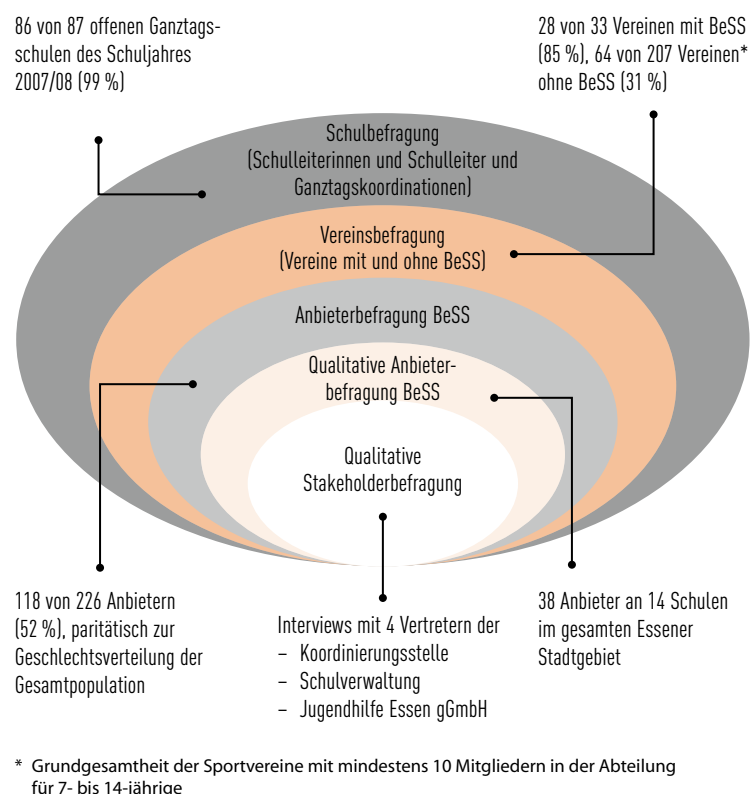 86 von 87 offenen Ganztags-
schulen des Schuljahres
2007/08 (99 %)
28 von 33 Vereinen mit BeSS
(85 %), 64 von 207 Vereinen*
ohne BeSS (31 %)
Schulbefragung
(Schulleiterinnen und Schulleiter und
Ganztagskoordinationen)
Vereinsbefragung
(Vereine mit und ohne BeSS)
Anbieterbefragung BeSS
Qualitative Anbieter-
befragung BeSS
Qualitative
Stakeholderbefragung
118 von 226 Anbietern
(52 %), paritätisch zur
Geschlechtsverteilung der
Gesamtpopulation
Interviews mit 4 Vertretern der
– Koordinierungsstelle
– Schulverwaltung
– Jugendhilfe Essen gGmbH
38 Anbieter an 14 Schulen
im gesamten Essener
Stadtgebiet
* Grundgesamtheit der Sportvereine mit mindestens 10 Mitgliedern in der Abteilung
für 7- bis 14-jährige